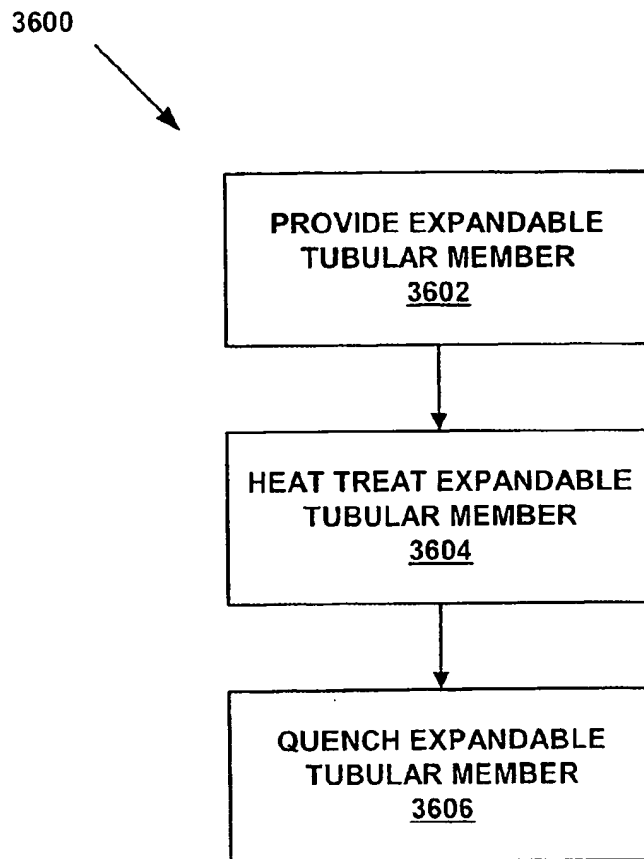 3600
PROVIDE EXPANDABLE
TUBULAR MEMBER
3602
HEAT TREAT EXPANDABLE
TUBULAR MEMBER
3604
QUENCH EXPANDABLE
TUBULAR MEMBER
3606